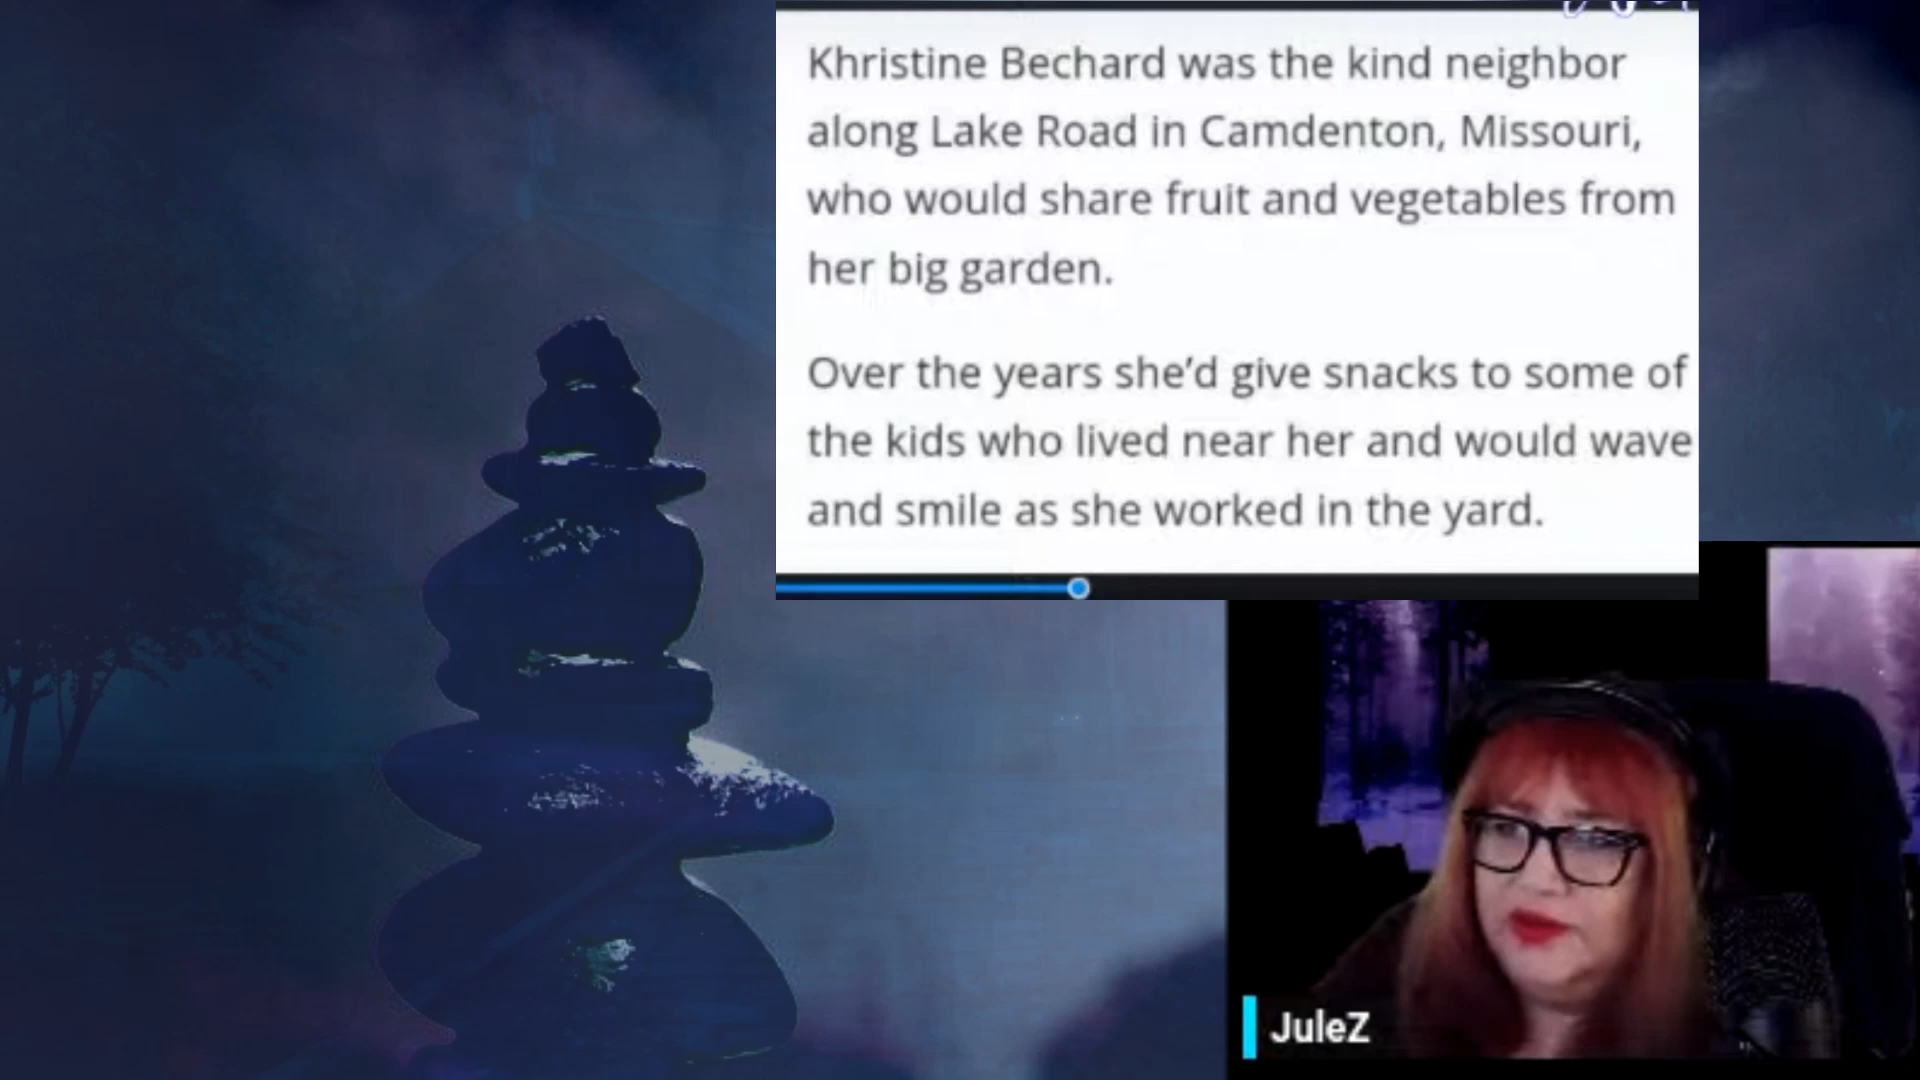 Khristine Bechard was the kind neighbor
along Lake Road in Camdenton, Missouri,
who would share fruit and vegetables from
her big garden.
Over the years she’d give snacks to some of
the kids who lived near her and would wave
and smile as she worked in the yard.
JuleZ